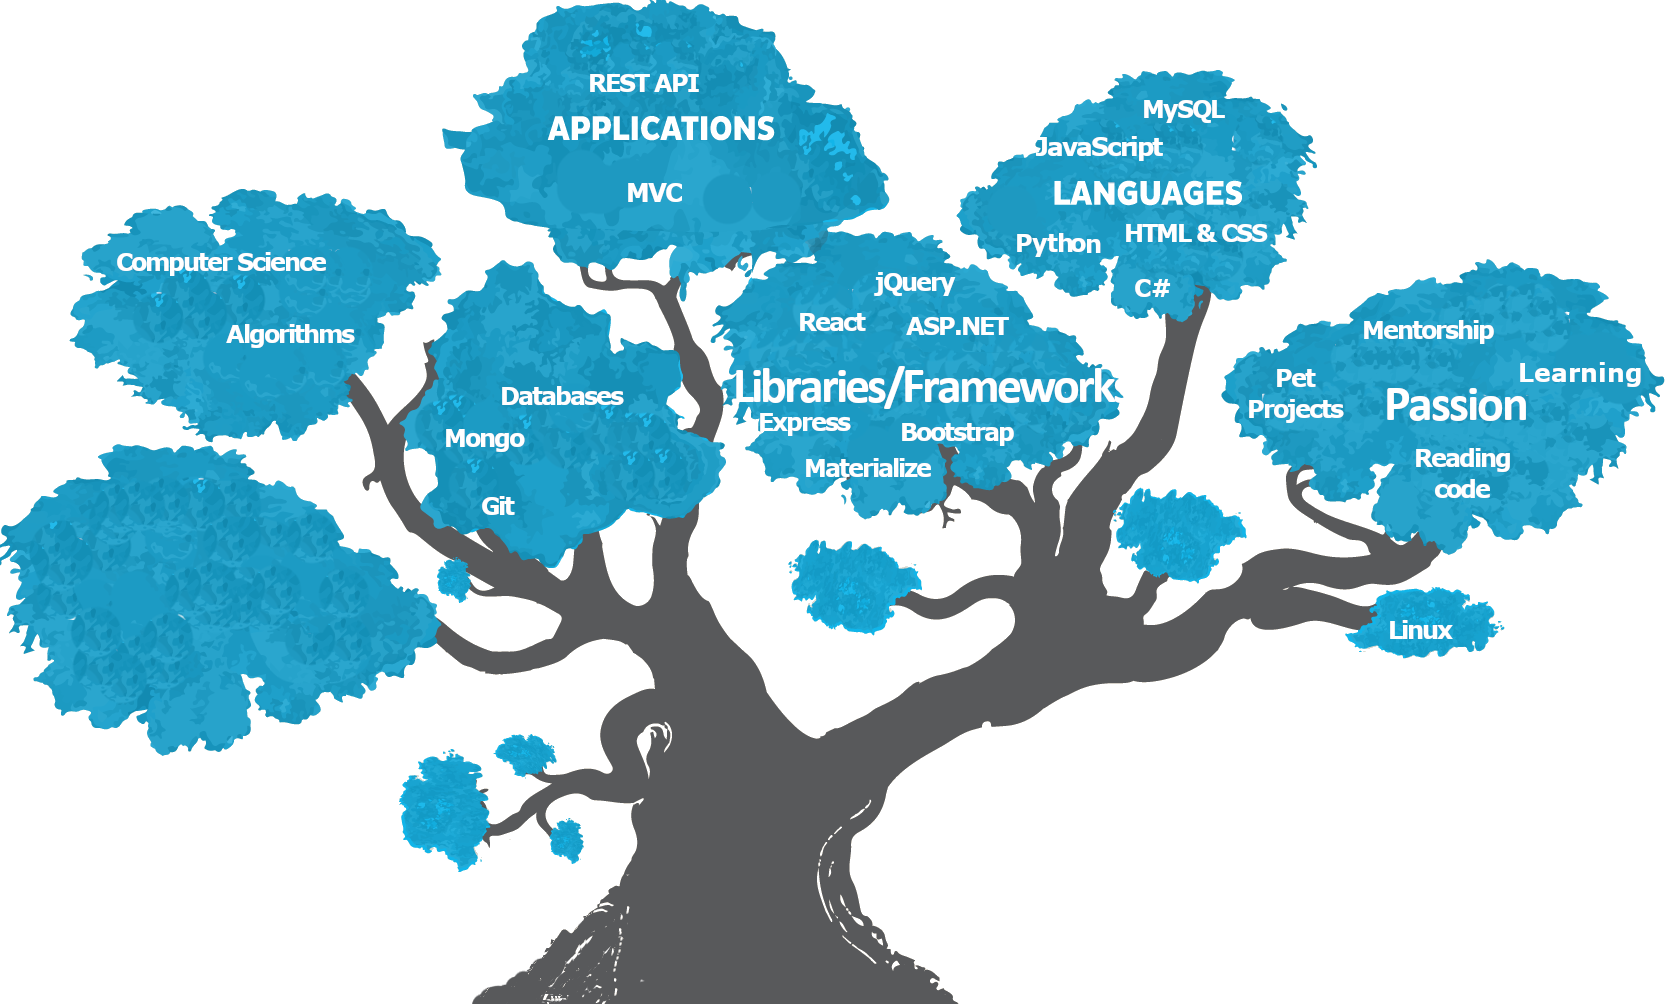 REST API
APPLICATIONS
MVC
MySQL
JavaScript
LANGUAGES
Python
HTML & CSS
C#
Computer Science
Algorithms
Databases
Mongo
Git
jQuery
React
ASP.NET
Libraries/Framework
Express
Bootstrap
Materialize
Mentorship
Learning
Pet
Projects
Passion
Reading
code
Linux